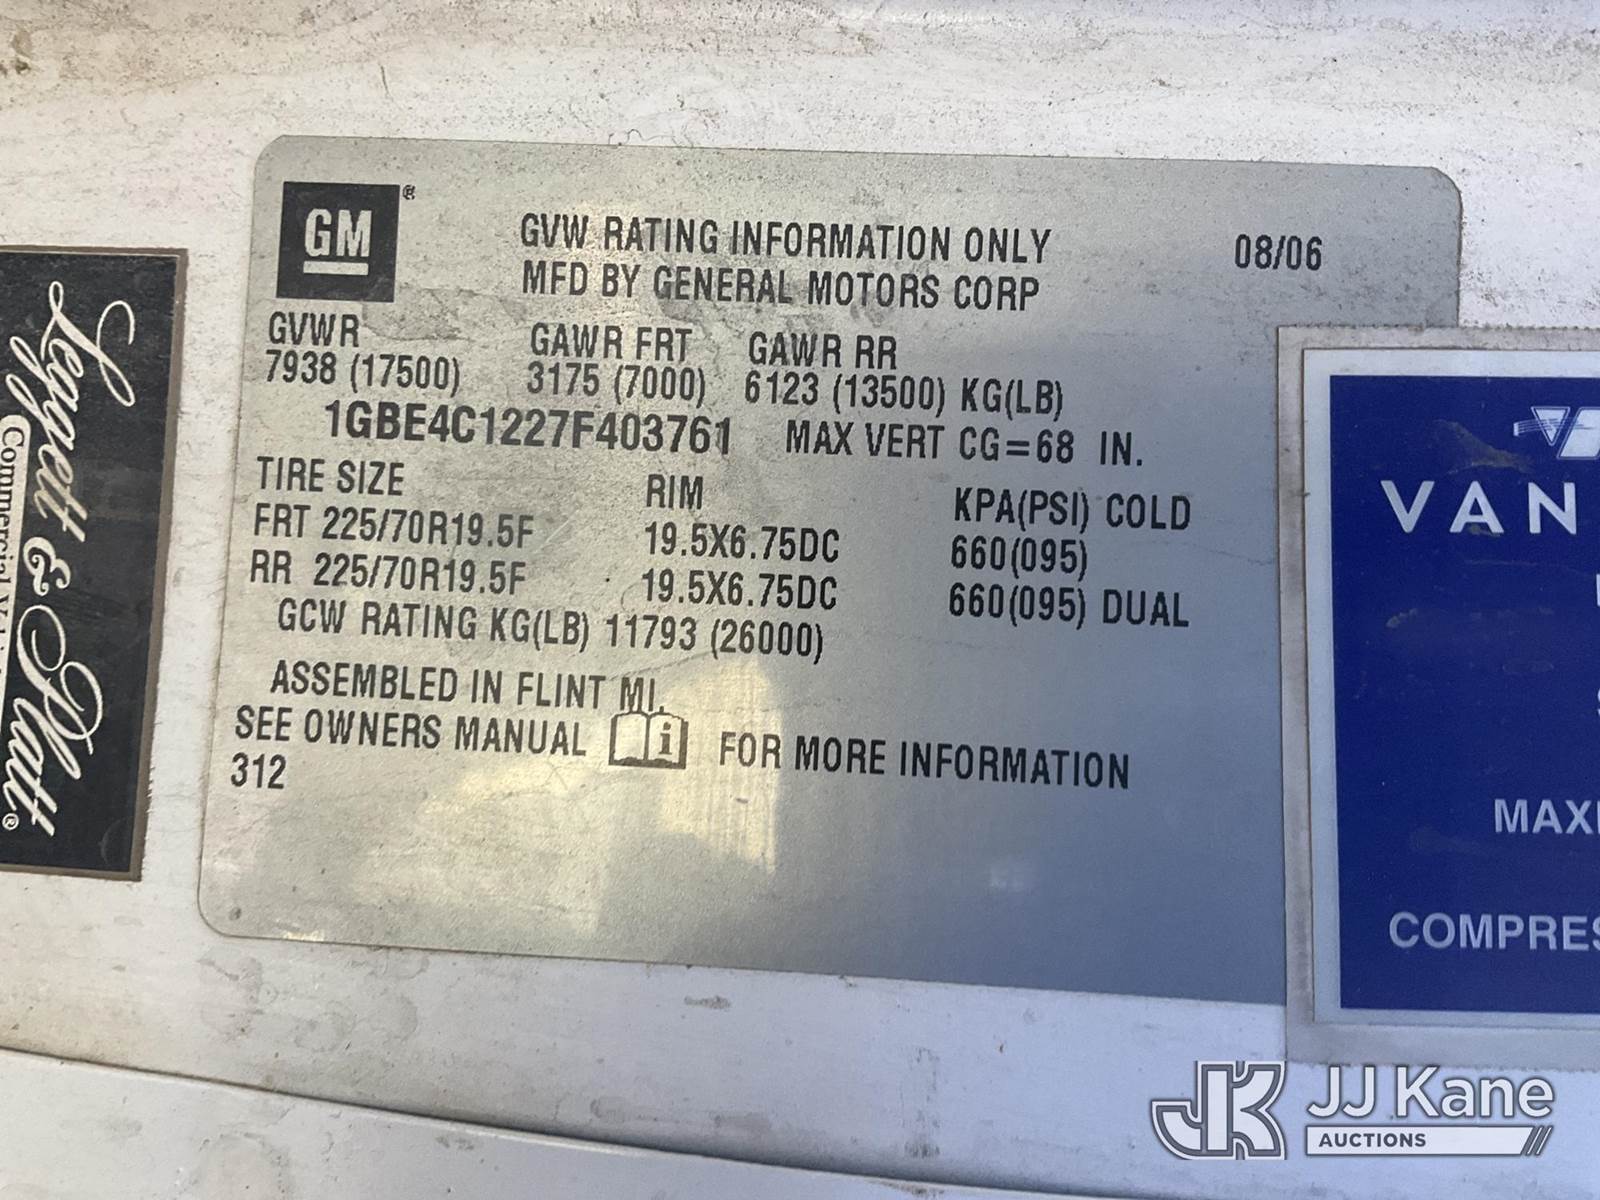 GM®
GVW RATING INFORMATION ONLY 08/06
MFD BY GENERAL MOTORS CORP
GVWR GAWR FRT GAWR RR
7938 (17500) 3175 (7000) 6123 (13500) KG(LB)
1GBE4C1227F403761 MAX VERT CG=68 IN.
TIRE SIZE RIM KPA(PSI) COLD
FRT 225/70R19.5F 19.5X6.75DC 660(095)
RR 225/70R19.5F 19.5X6.75DC 660(095) DUAL
GCW RATING KG(LB) 11793 (26000)
ASSEMBLED IN FLINT MI.
SEE OWNERS MANUAL i FOR MORE INFORMATION
312
Leggett & Platt®
Commercial
VAN
MAXI
COMPRES
JK JJ Kane
AUCTIONS